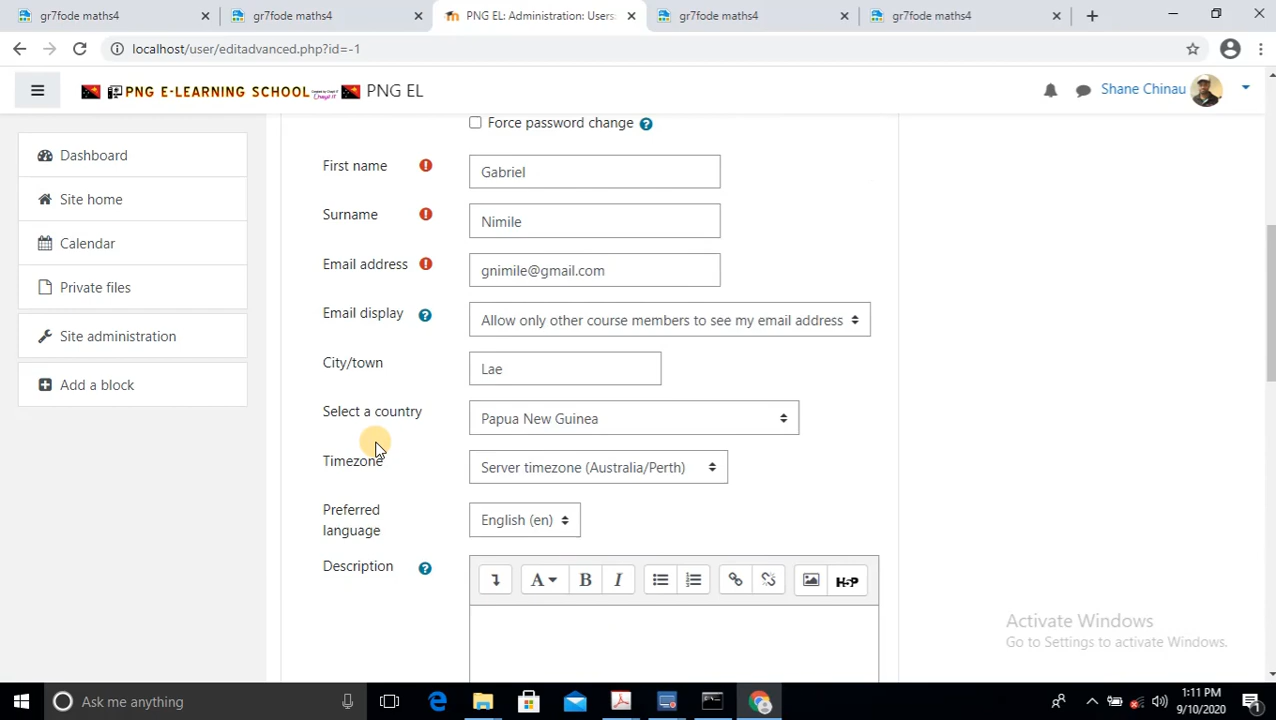 gr7fode maths4
gr7fode maths4
PNG EL: Administration: Users:
gr7fode maths4
gr7fode maths4
localhost/user/editadvanced.php?id=-1
PNG E-LEARNING SCHOOL
PNG EL
Shane Chinau
Dashboard
Site home
Calendar
Private files
Site administration
Add a block
Force password change
First name
Gabriel
Surname
Nimile
Email address
gnimile@gmail.com
Email display
Allow only other course members to see my email address
City/town
Lae
Select a country
Papua New Guinea
Timezone
Server timezone (Australia/Perth)
Preferred
language
English (en)
Description
A
B
I
H5P
Activate Windows
Go to Settings to activate Windows.
Ask me anything
1:11 PM
9/10/2020
1